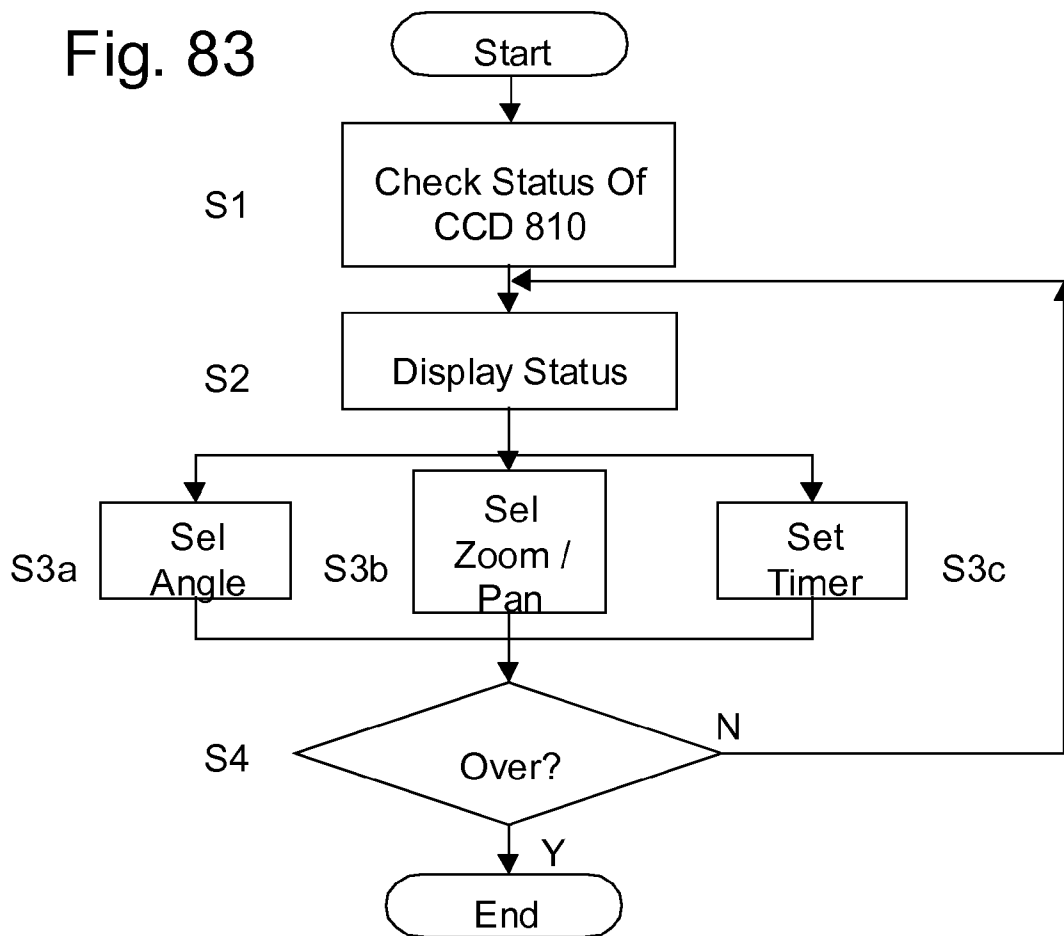 Fig. 83
Start
S1
Check Status Of
CCD 810
S2
Display Status
S3a
Sel
Angle
S3b
Sel
Zoom /
Pan
Set
Timer
S3c
S4
Over?
N
Y
End